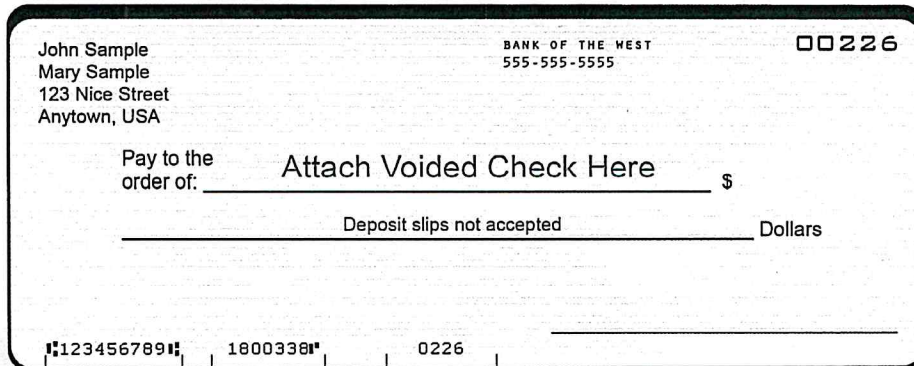 John Sample
Mary Sample
123 Nice Street
Anytown, USA
BANK OF THE WEST
555-555-5555
00226
Pay to the
order of: Attach Voided Check Here $
Deposit slips not accepted Dollars
⑆123456789⑆ 1800338⑈ 0226